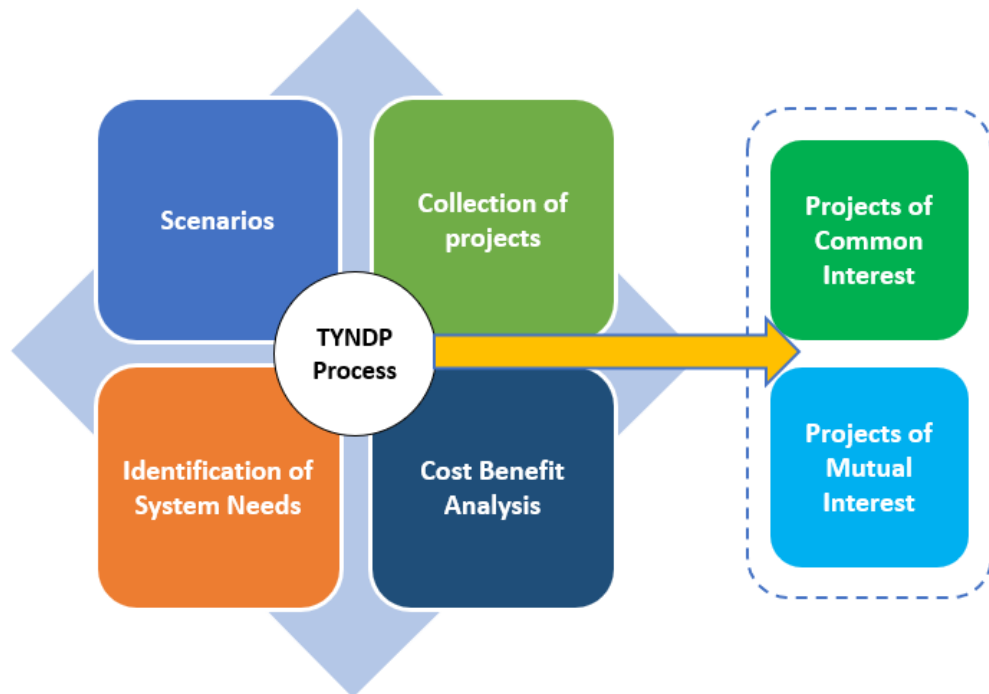 Scenarios
Collection of
projects
TYNDP
Process
Identification of
System Needs
Cost Benefit
Analysis
Projects of
Common
Interest
Projects of
Mutual
Interest